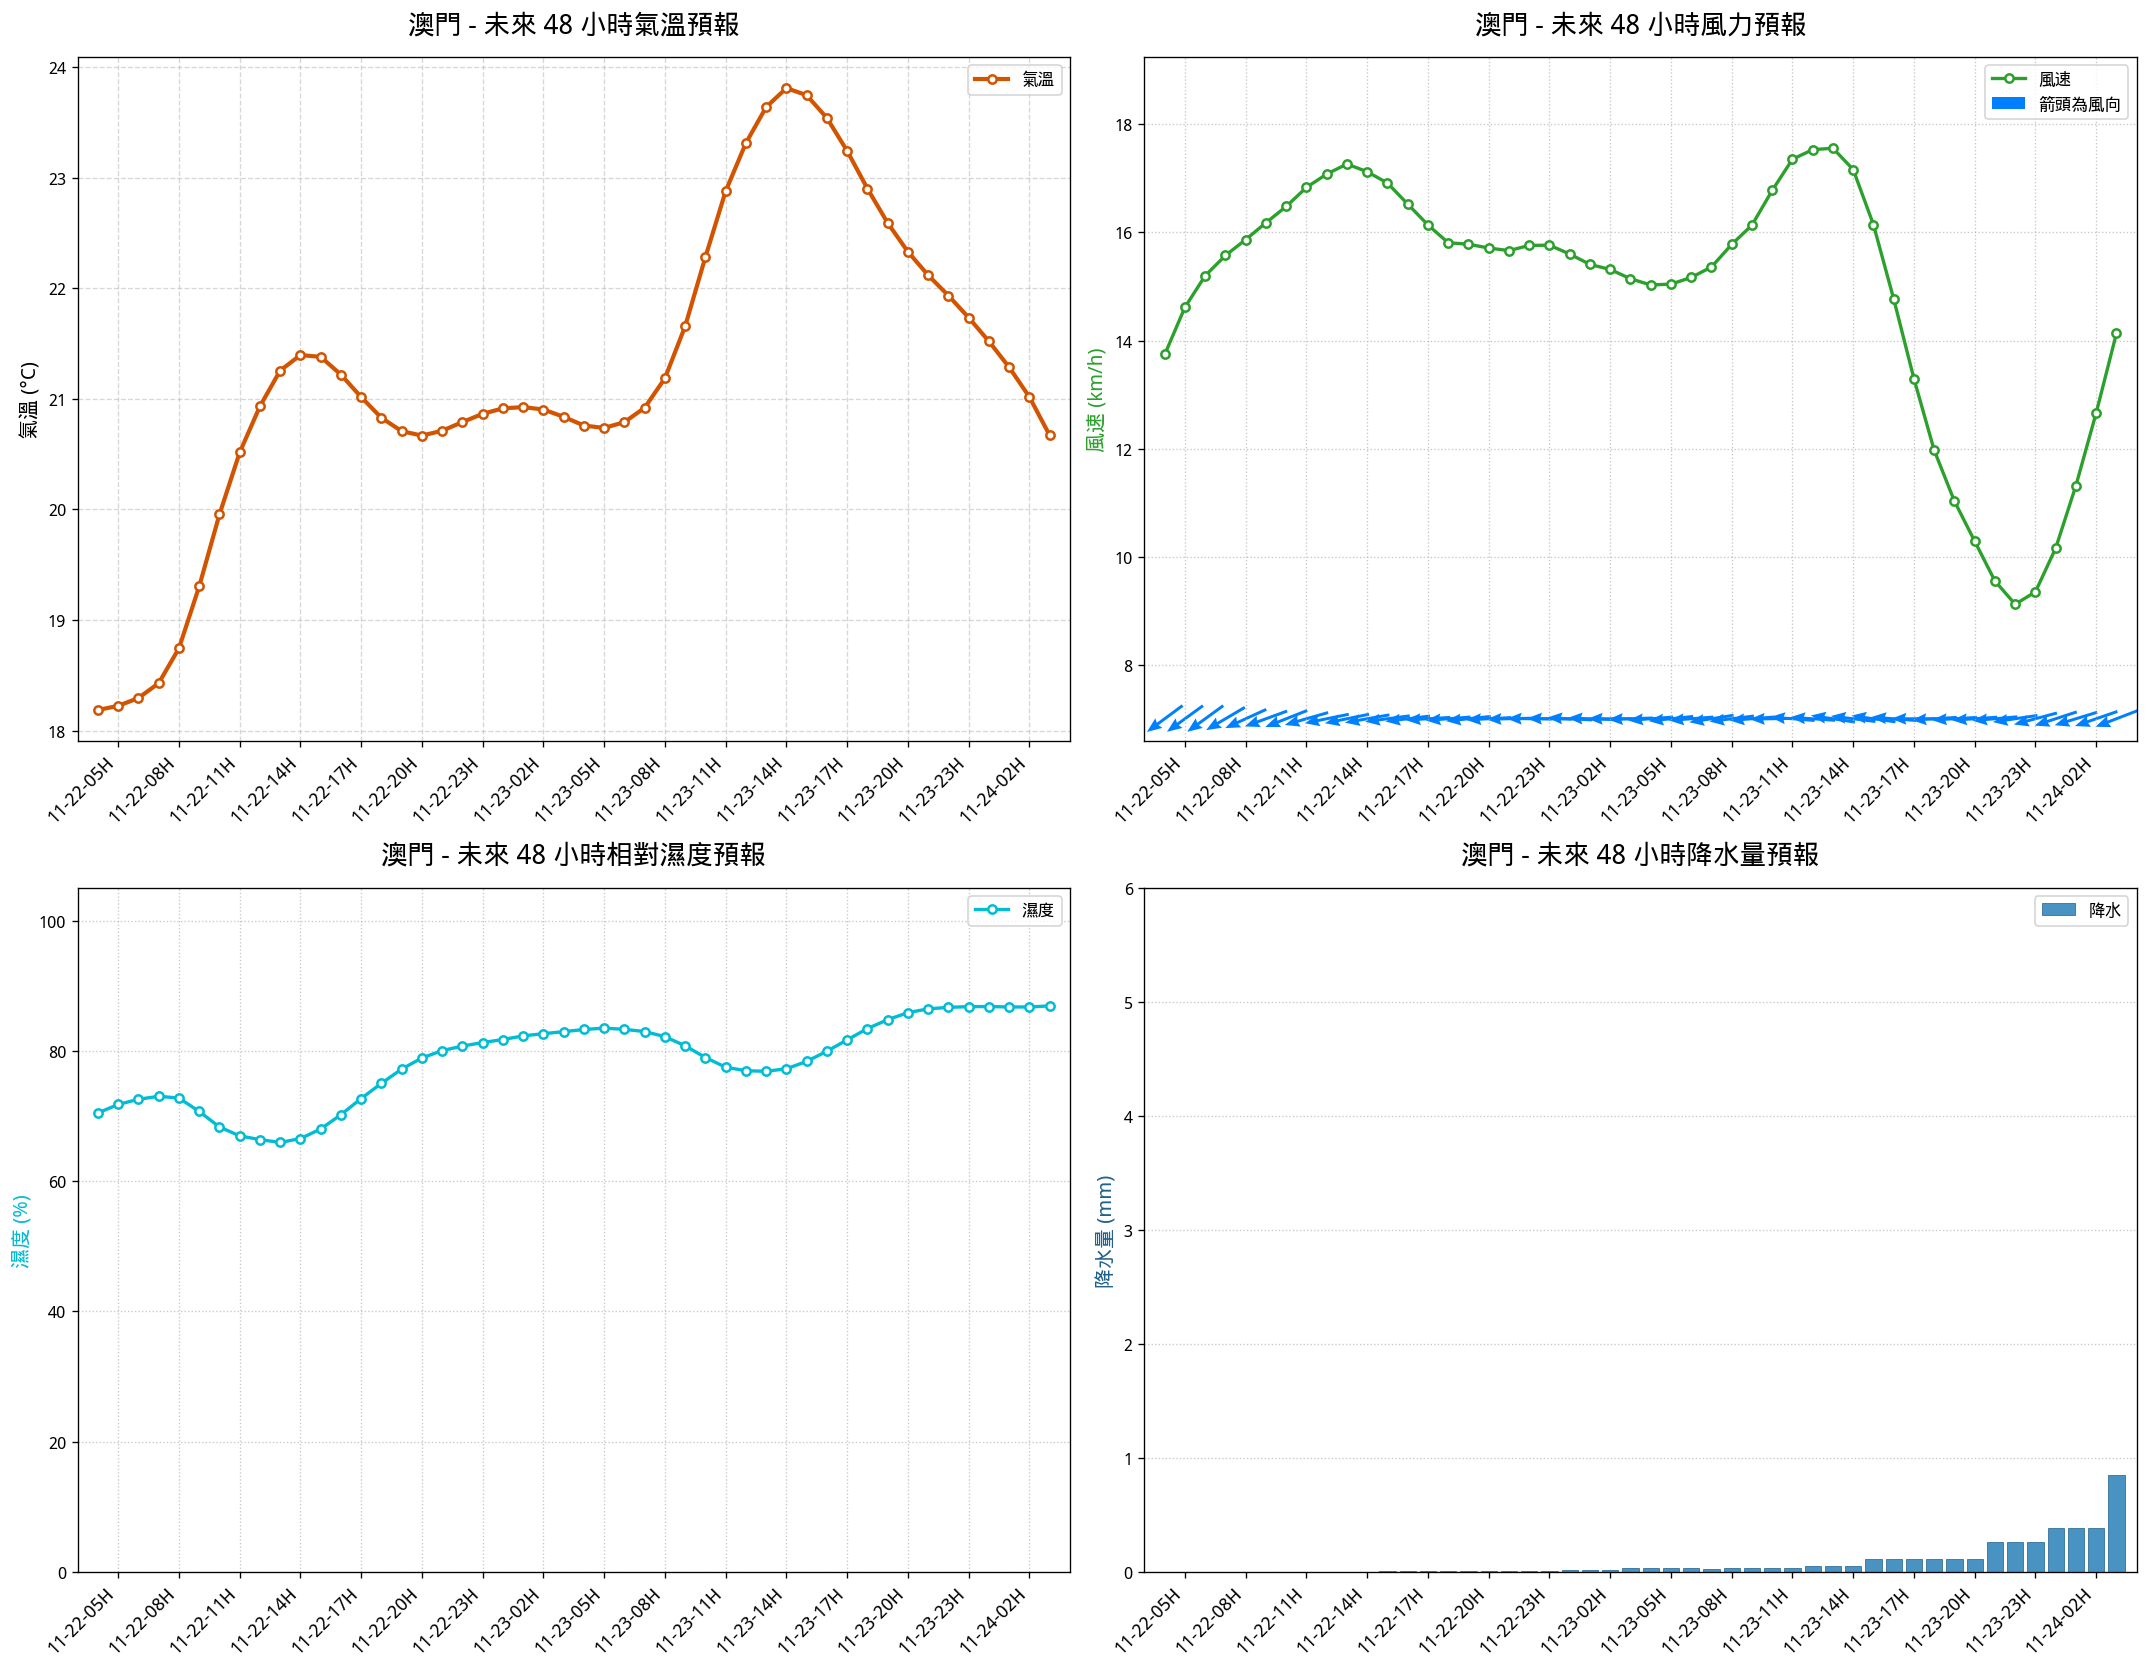 澳門 - 未來 48 小時氣溫預報
氣溫
氣溫 (°C)
24
23
22
21
20
19
18
11-22-05H
11-22-08H
11-22-11H
11-22-14H
11-22-17H
11-22-20H
11-22-23H
11-23-02H
11-23-05H
11-23-08H
11-23-11H
11-23-14H
11-23-17H
11-23-20H
11-23-23H
11-24-02H
澳門 - 未來 48 小時風力預報
風速
箭頭為風向
風速 (km/h)
18
16
14
12
10
8
11-22-05H
11-22-08H
11-22-11H
11-22-14H
11-22-17H
11-22-20H
11-22-23H
11-23-02H
11-23-05H
11-23-08H
11-23-11H
11-23-14H
11-23-17H
11-23-20H
11-23-23H
11-24-02H
澳門 - 未來 48 小時相對濕度預報
濕度
濕度 (%)
100
80
60
40
20
0
11-22-05H
11-22-08H
11-22-11H
11-22-14H
11-22-17H
11-22-20H
11-22-23H
11-23-02H
11-23-05H
11-23-08H
11-23-11H
11-23-14H
11-23-17H
11-23-20H
11-23-23H
11-24-02H
澳門 - 未來 48 小時降水量預報
降水
降水量 (mm)
6
5
4
3
2
1
0
11-22-05H
11-22-08H
11-22-11H
11-22-14H
11-22-17H
11-22-20H
11-22-23H
11-23-02H
11-23-05H
11-23-08H
11-23-11H
11-23-14H
11-23-17H
11-23-20H
11-23-23H
11-24-02H